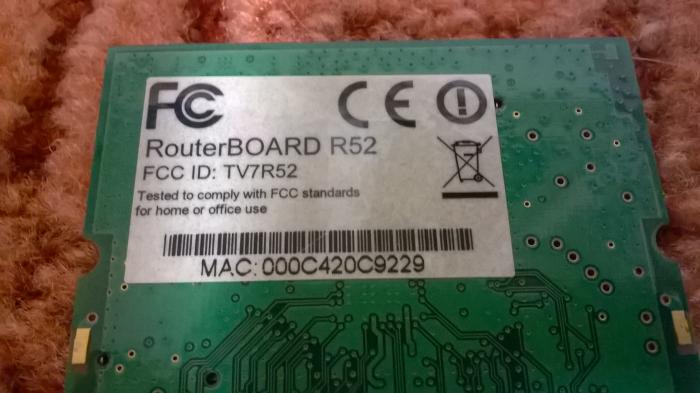 FC CE
RouterBOARD R52
FCC ID: TV7R52
Tested to comply with FCC standards
for home or office use
MAC: 000C420C9229